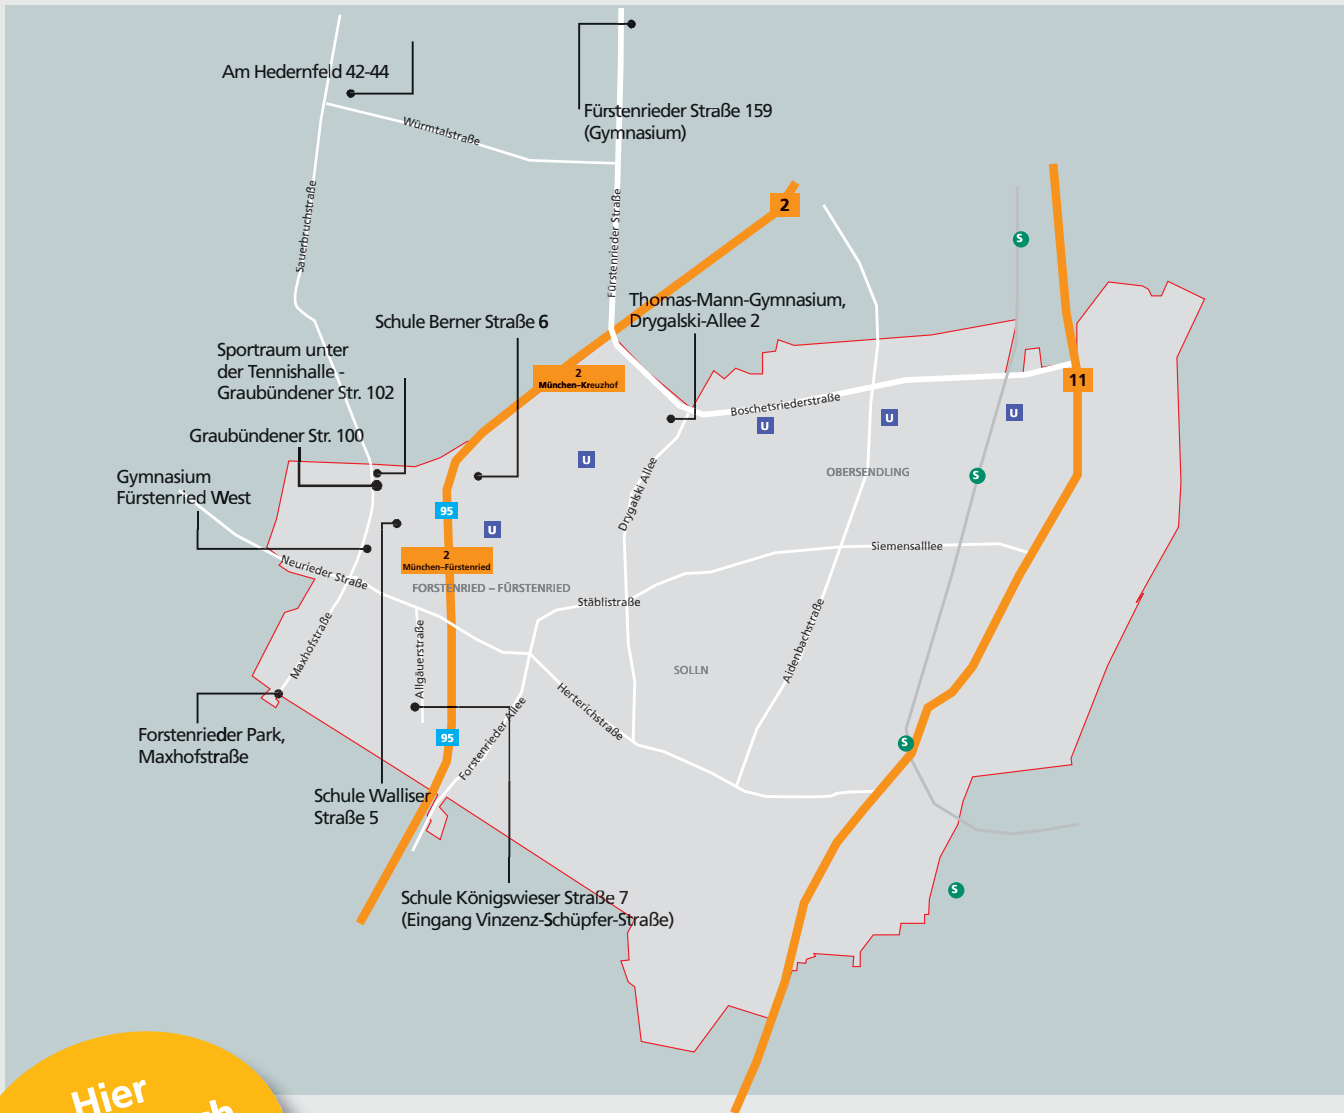 Am Hedernfeld 42-44
Fürstenrieder Straße 159
(Gymnasium)
Würmtalstraße
Sauerbruchstraße
Fürstenrieder Straße
2
S
Thomas-Mann-Gymnasium,
Drygalski-Allee 2
Schule Berner Straße 6
Sportraum unter
der Tennishalle -
Graubündener Str. 102
2
München–Kreuzhof
11
Boschetsriederstraße
U
U
U
Graubündener Str. 100
U
Drygalski Allee
OBERSENDLING
S
Gymnasium
Fürstenried West
95
U
2
München–Fürstenried
Siemensalllee
Neurieder Straße
FORSTENRIED – FÜRSTENRIED
Stäblistraße
Maxhofstraße
Allgäuerstraße
Aidenbachstraße
SOLLN
Herterichstraße
Forstenrieder Allee
Forstenrieder Park,
Maxhofstraße
95
S
Schule Walliser
Straße 5
Schule Königswieser Straße 7
(Eingang Vinzenz-Schüpfer-Straße)
S
Hier